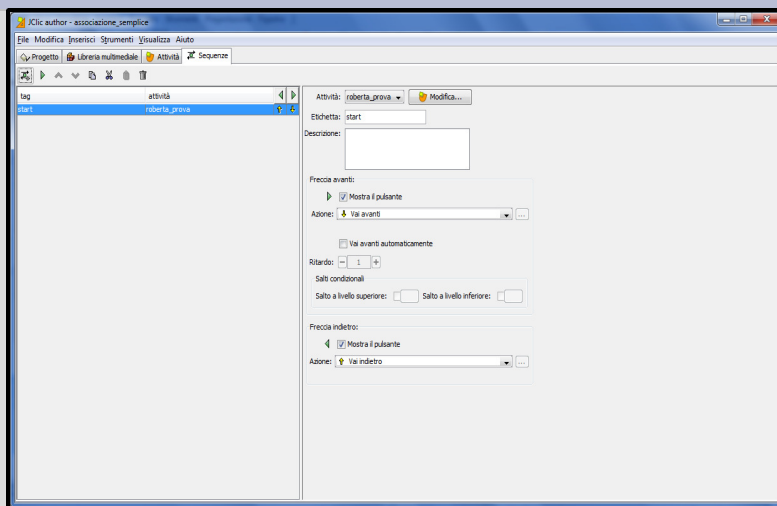 JClic author - associazione_semplice
File Modifica Inserisci Strumenti Visualizza Aiuto
Progetto Libreria multimediale Attività Sequenze
tag attività
start roberta_prova
Attività: roberta_prova Modifica...
Etichetta: start
Descrizione:
Freccia avanti:
Mostra il pulsante
Azione: Vai avanti ...
Vai avanti automaticamente
Ritardo: 1
Salti condizionali
Salto a livello superiore: Salto a livello inferiore:
Freccia indietro:
Mostra il pulsante
Azione: Vai indietro ...